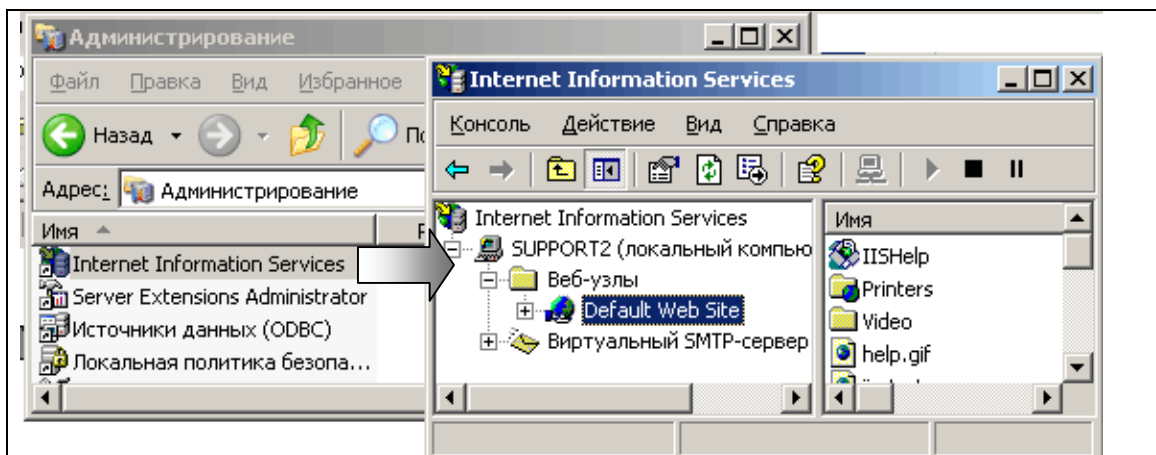 Администрирование
Файл Правка Вид Избранное
Назад
Адрес: Администрирование
Имя
Internet Information Services
Server Extensions Administrator
Источники данных (ODBC)
Локальная политика безопа...
Internet Information Services
Консоль Действие Вид Справка
Internet Information Services
SUPPORT2 (локальный компью
Веб-узлы
Default Web Site
Виртуальный SMTP-сервер
Имя
IISHelp
Printers
Video
help.gif